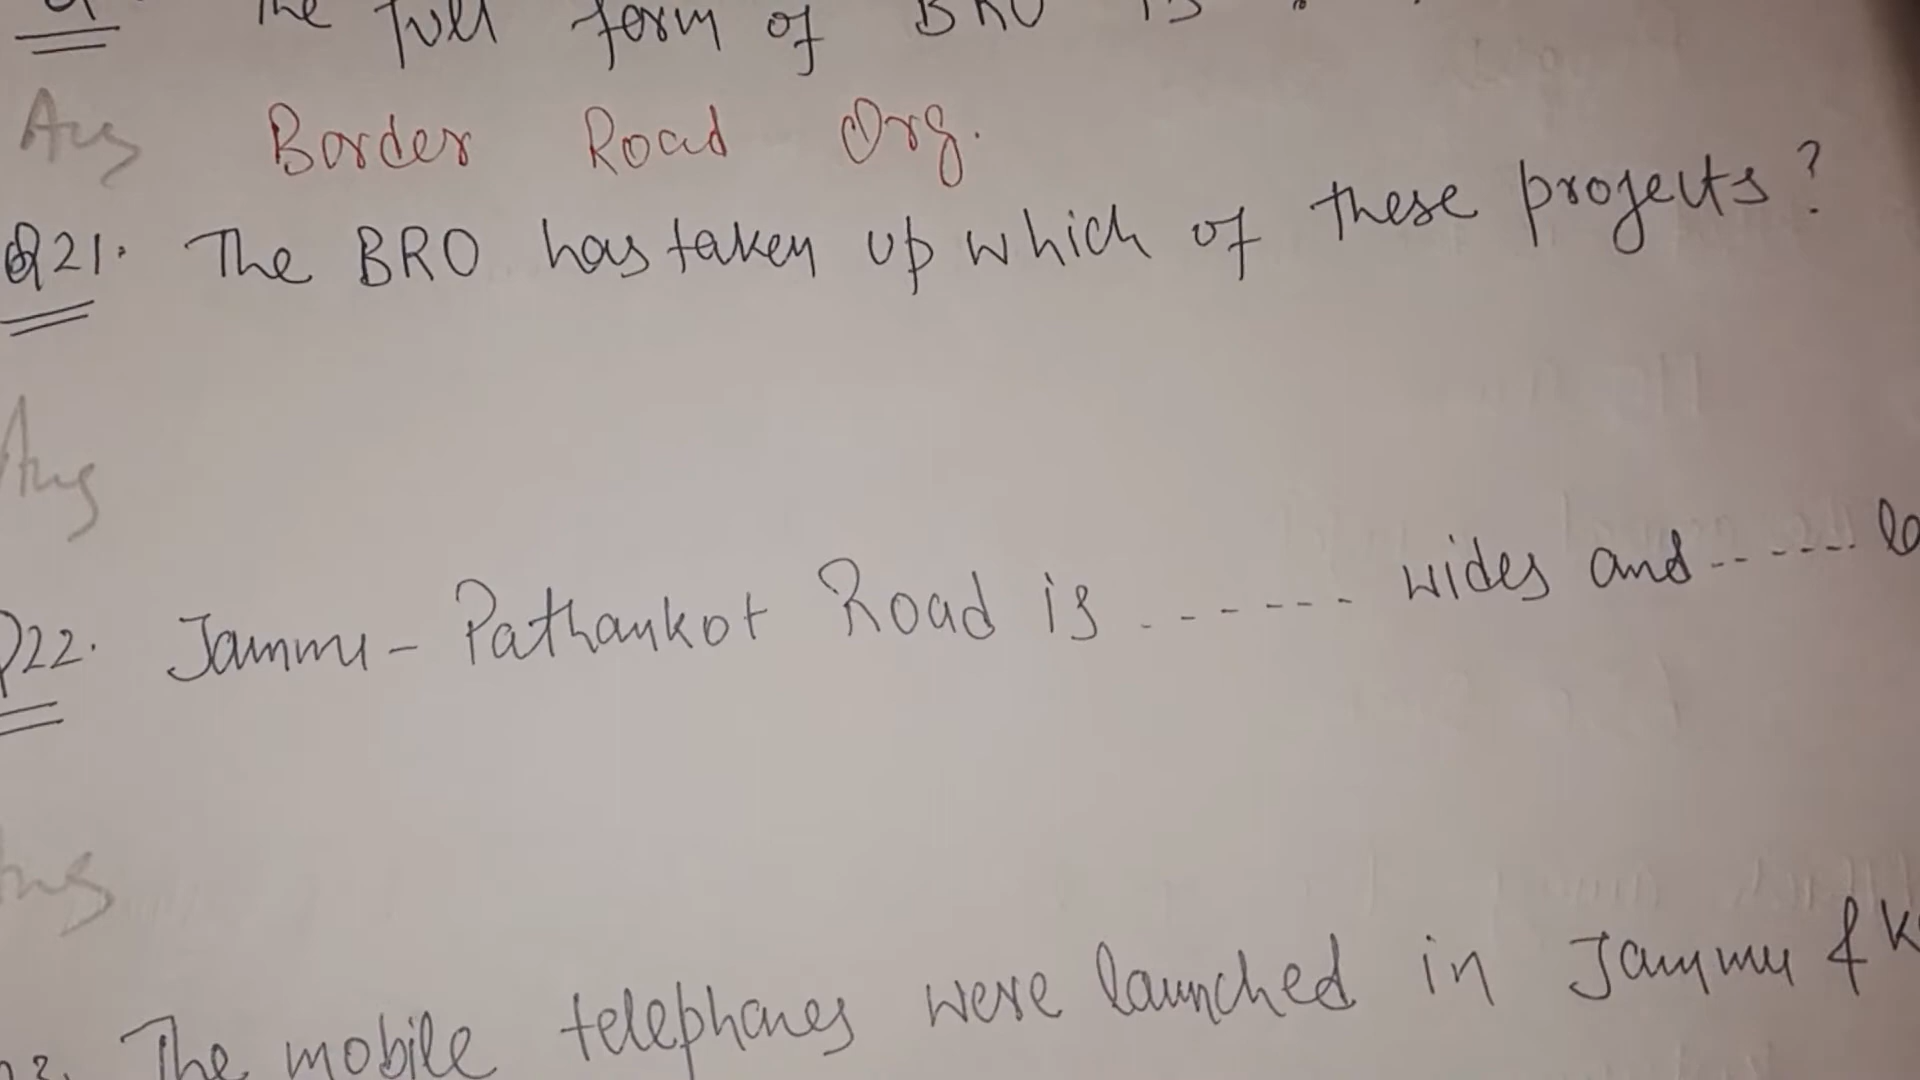 The full form of BRO is ?
Ans Border Road Org.
Q21. The BRO has taken up which of these projects?
Ans
Q22. Jammu - Pathankot Road is ------ wides and ------
Ans
The mobile telephones were launched in Jammu & K